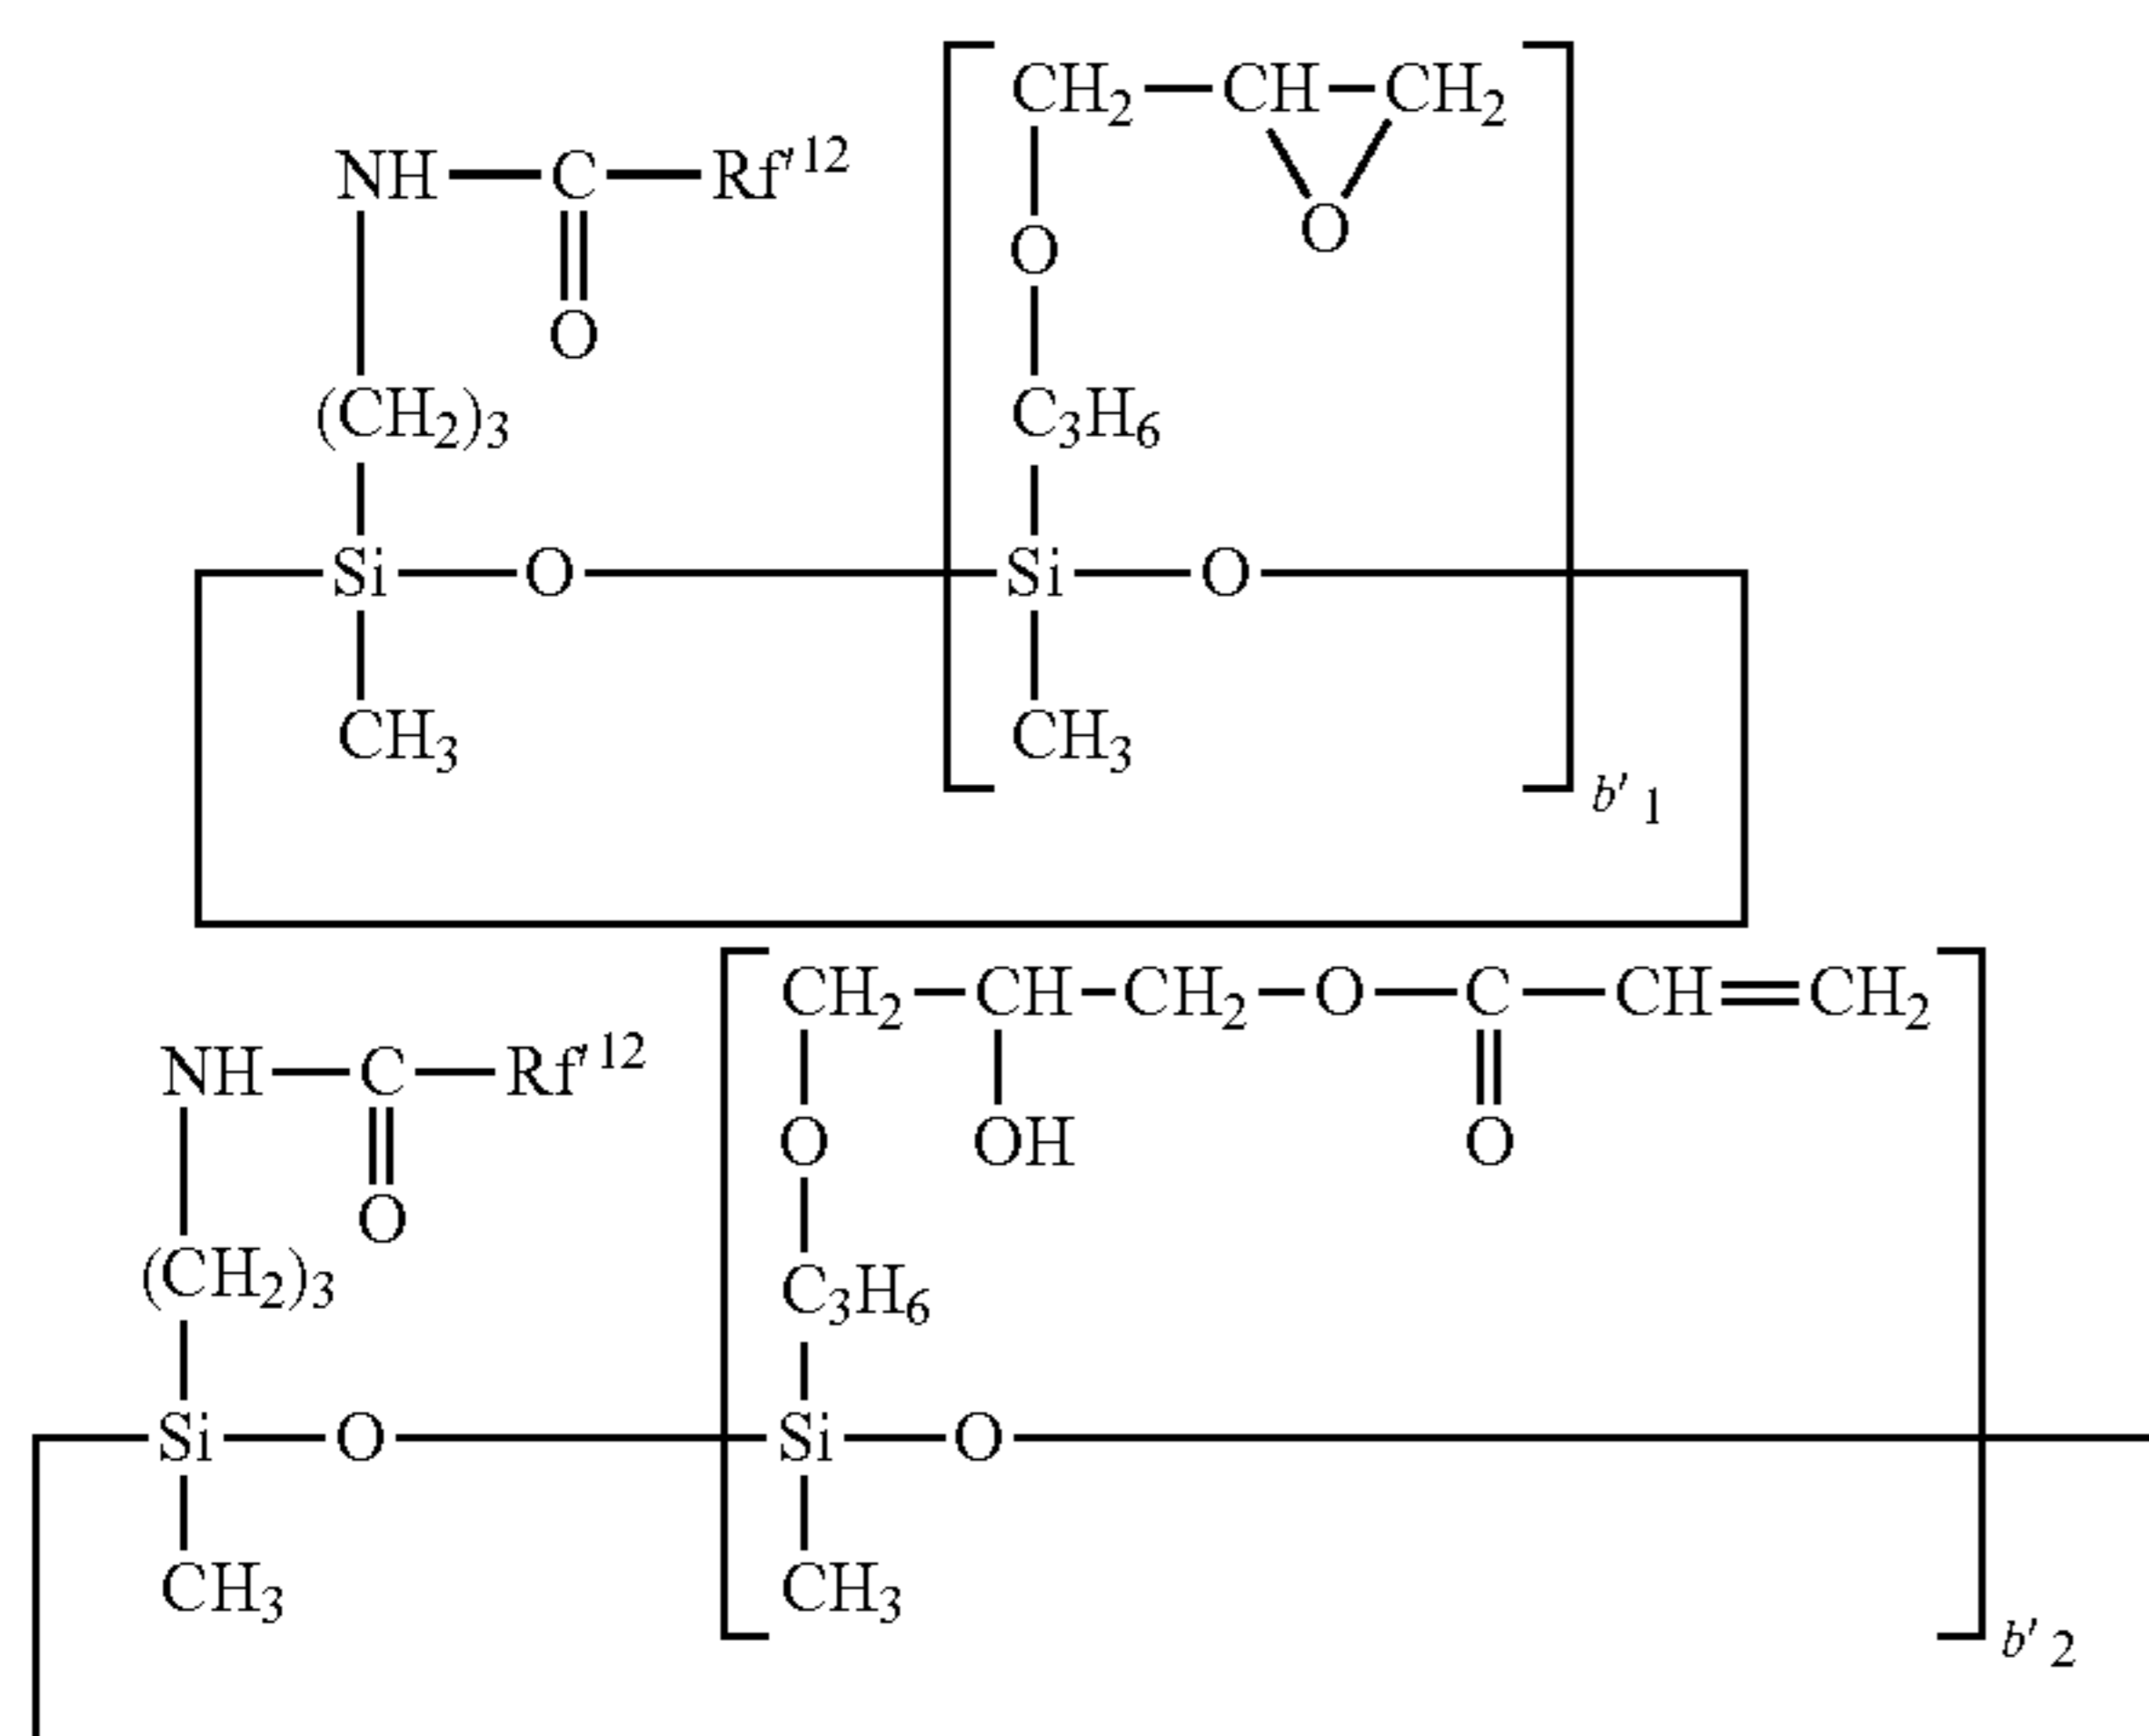 CH2—CH—CH2
NH—C—Rf'12
O
O
O
(CH2)3 C3H6
Si—O—Si—O
CH3 CH3
b'1
CH2—CH—CH2—O—C—CH=CH2
NH—C—Rf'12
O OH O
O
(CH2)3 C3H6
Si—O—Si—O
CH3 CH3
b'2